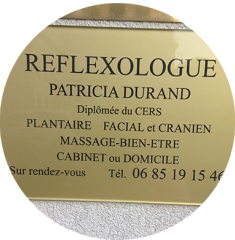 REFLEXOLOGUE
PATRICIA DURAND
Diplômée du CERS
PLANTAIRE FACIAL et CRANIEN
MASSAGE-BIEN-ETRE
CABINET ou DOMICILE
Sur rendez-vous Tél. 06 85 19 15 46